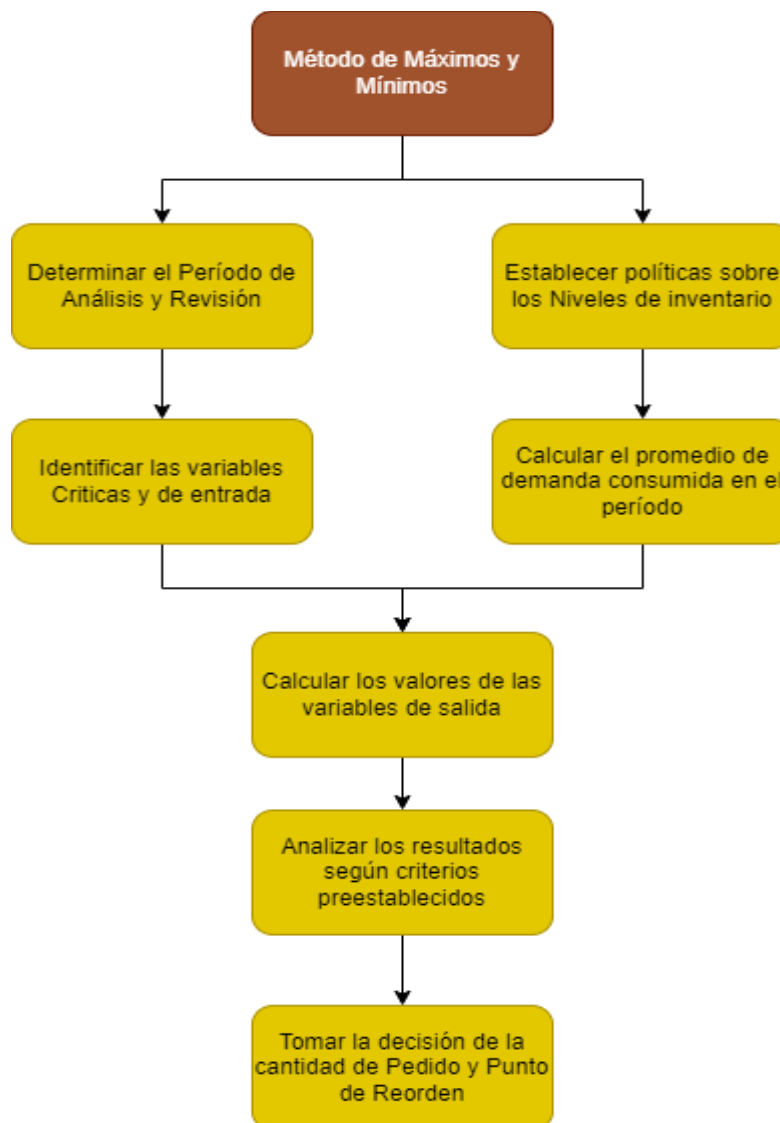 Método de Máximos y
Mínimos
Determinar el Período de
Análisis y Revisión
Establecer políticas sobre
los Niveles de inventario
Identificar las variables
Criticas y de entrada
Calcular el promedio de
demanda consumida en el
período
Calcular los valores de las
variables de salida
Analizar los resultados
según criterios
preestablecidos
Tomar la decisión de la
cantidad de Pedido y Punto
de Reorden